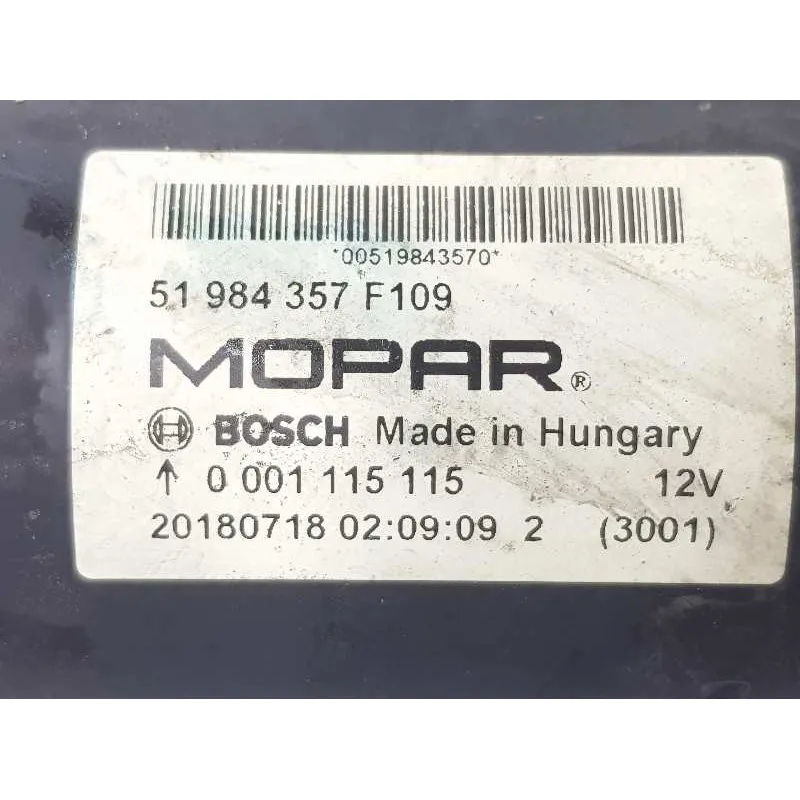 *00519843570*
51 984 357 F109
MOPAR®
BOSCH Made in Hungary
↑ 0 001 115 115 12V
20180718 02:09:09 2 (3001)